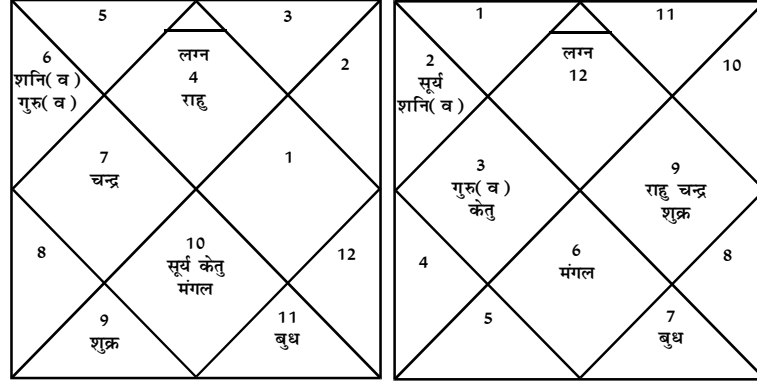 5
3
6
शनि( व )
गुरु( व )
लग्न
4
राहु
2
7
चन्द्र
1
8
10
सूर्य केतु
मंगल
12
9
शुक्र
11
बुध
1
11
2
सूर्य
शनि( व )
लग्न
12
10
3
गुरु( व )
केतु
9
राहु चन्द्र
शुक्र
4
6
मंगल
8
5
7
बुध